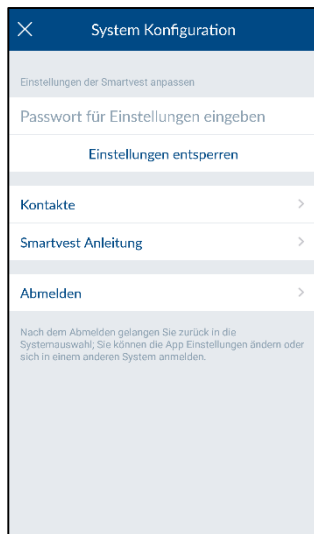 System Konfiguration
Einstellungen der Smartvest anpassen
Passwort für Einstellungen eingeben
Einstellungen entsperren
Kontakte
Smartvest Anleitung
Abmelden
Nach dem Abmelden gelangen Sie zurück in die
Systemauswahl; Sie können die App Einstellungen ändern oder
sich in einem anderen System anmelden.